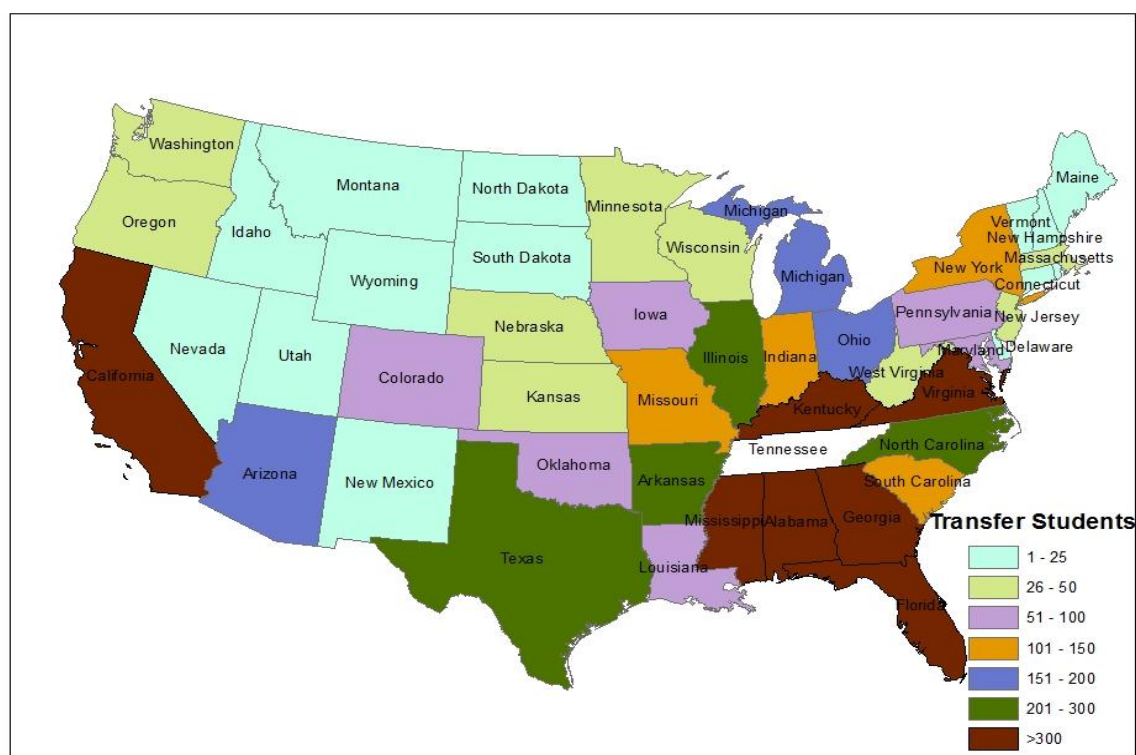 Washington
Montana
North Dakota
Minnesota
Maine
Oregon
Idaho
Michigan
Vermont
New Hampshire
Wisconsin
South Dakota
Massachusetts
New York
Michigan
Wyoming
Connecticut
Iowa
Pennsylvania
New Jersey
Nebraska
Ohio
Maryland
Delaware
Illinois
Indiana
Nevada
Utah
Colorado
West Virginia
California
Kansas
Virginia
Missouri
Kentucky
Tennessee
North Carolina
Oklahoma
Arizona
Arkansas
South Carolina
New Mexico
Mississippi
Alabama
Georgia
Texas
Louisiana
Florida
Transfer Students
1 - 25
26 - 50
51 - 100
101 - 150
151 - 200
201 - 300
>300